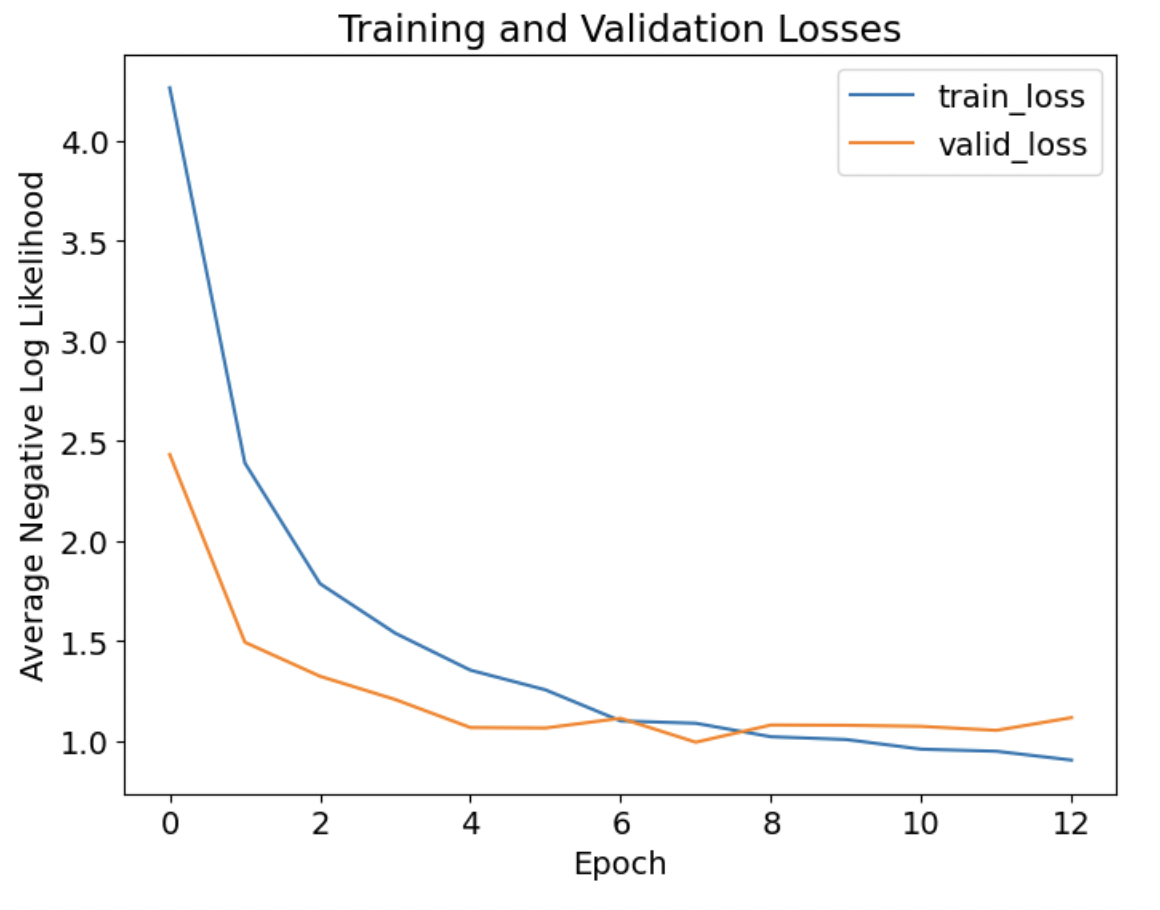 Training and Validation Losses
train_loss
valid_loss
Average Negative Log Likelihood
4.0
3.5
3.0
2.5
2.0
1.5
1.0
0 2 4 6 8 10 12
Epoch